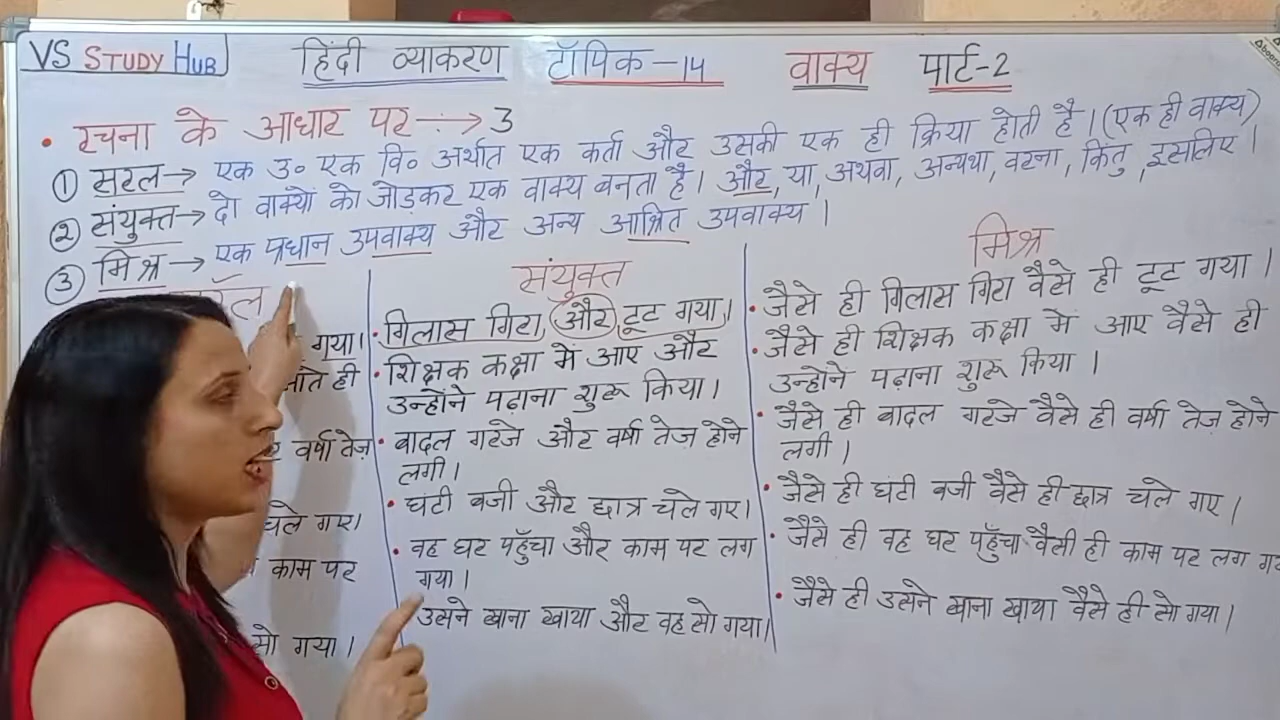 VS STUDY HUB
हिंदी व्याकरण टॉपिक-14 वाक्य पार्ट-2
• रचना के आधार पर → 3
① सरल → एक उ० एक वि० अर्थात एक कर्ता और उसकी एक ही क्रिया होती है। (एक ही वाक्य)
② संयुक्त → दो वाक्यों को जोड़कर एक वाक्य बनता है। और, या, अथवा, अन्यथा, वरना, किंतु, इसलिए।
③ मिश्र → एक प्रधान उपवाक्य और अन्य आश्रित उपवाक्य।
गया।
ही
वर्षा तेज़
चले गए।
काम पर
सो गया।
संयुक्त
• गिलास गिरा, और टूट गया।
• शिक्षक कक्षा में आए और
उन्होंने पढ़ाना शुरू किया।
• बादल गरजे और वर्षा तेज़ होने
लगी।
• घंटी बजी और छात्र चले गए।
• वह घर पहुँचा और काम पर लग
गया।
उसने खाना खाया और वह सो गया।
मिश्र
• जैसे ही गिलास गिरा वैसे ही टूट गया।
• जैसे ही शिक्षक कक्षा में आए वैसे ही
उन्होंने पढ़ाना शुरू किया।
• जैसे ही बादल गरजे वैसे ही वर्षा तेज़ होने
लगी।
• जैसे ही घंटी बजी वैसे ही छात्र चले गए।
• जैसे ही वह घर पहुँचा वैसी ही काम पर लग
• जैसे ही उसने खाना खाया वैसे ही सो गया।